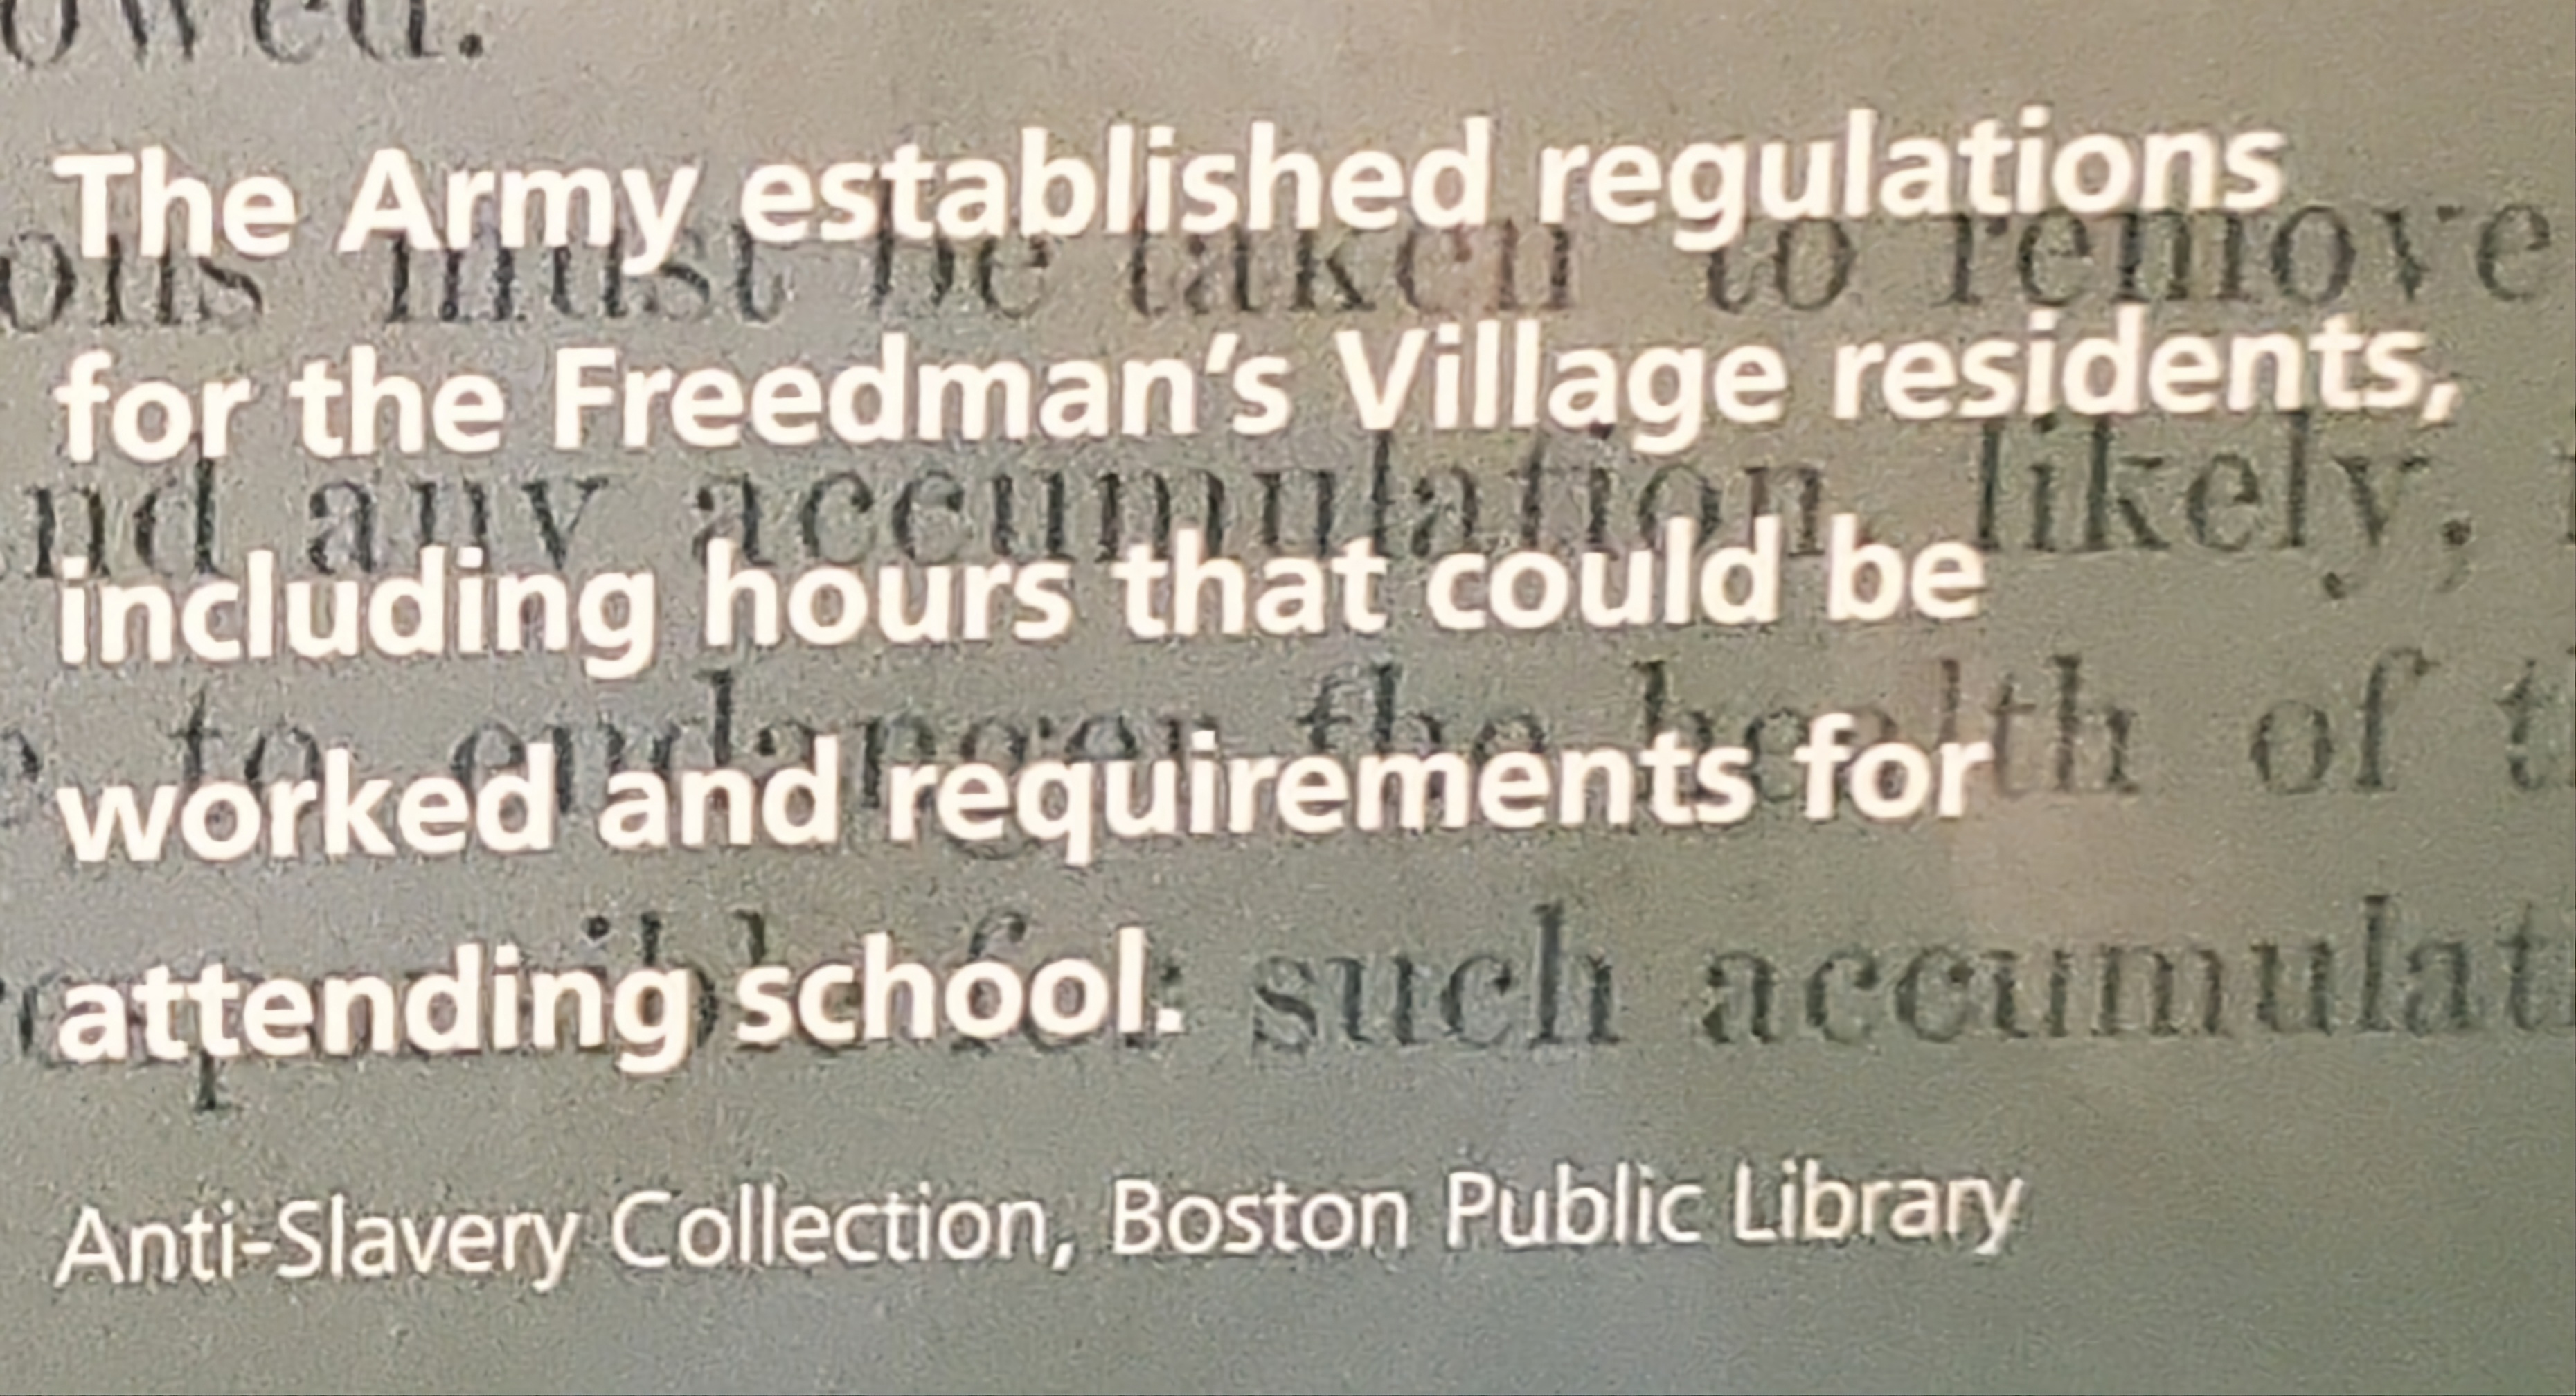 owed.
The Army established regulations
ons must be taken to remove
for the Freedman's Village residents,
nd any accumulation likely,
including hours that could be
to endanger the health of t
worked and requirements for
attending school.
such accumulat
Anti-Slavery Collection, Boston Public Library